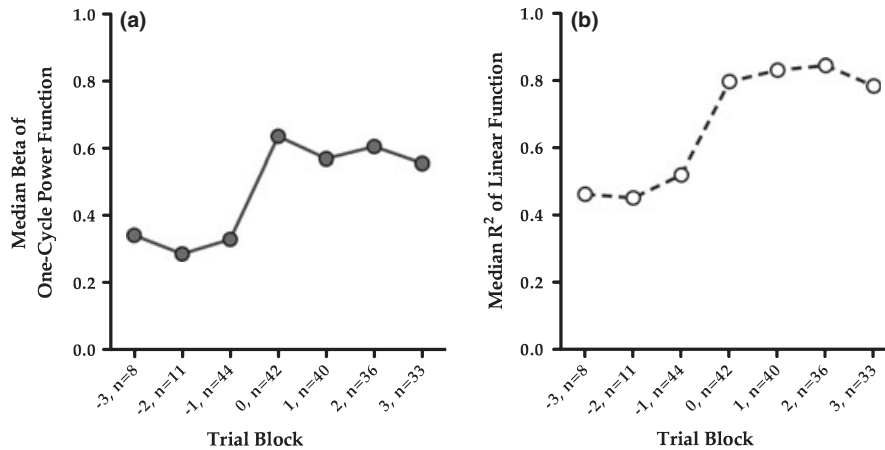 (a)
Median Beta of
One-Cycle Power Function
1.0
0.8
0.6
0.4
0.2
0.0
-3, n=8
-2, n=11
-1, n=44
0, n=42
1, n=40
2, n=36
3, n=33
Trial Block
(b)
Median R² of Linear Function
1.0
0.8
0.6
0.4
0.2
0.0
-3, n=8
-2, n=11
-1, n=44
0, n=42
1, n=40
2, n=36
3, n=33
Trial Block